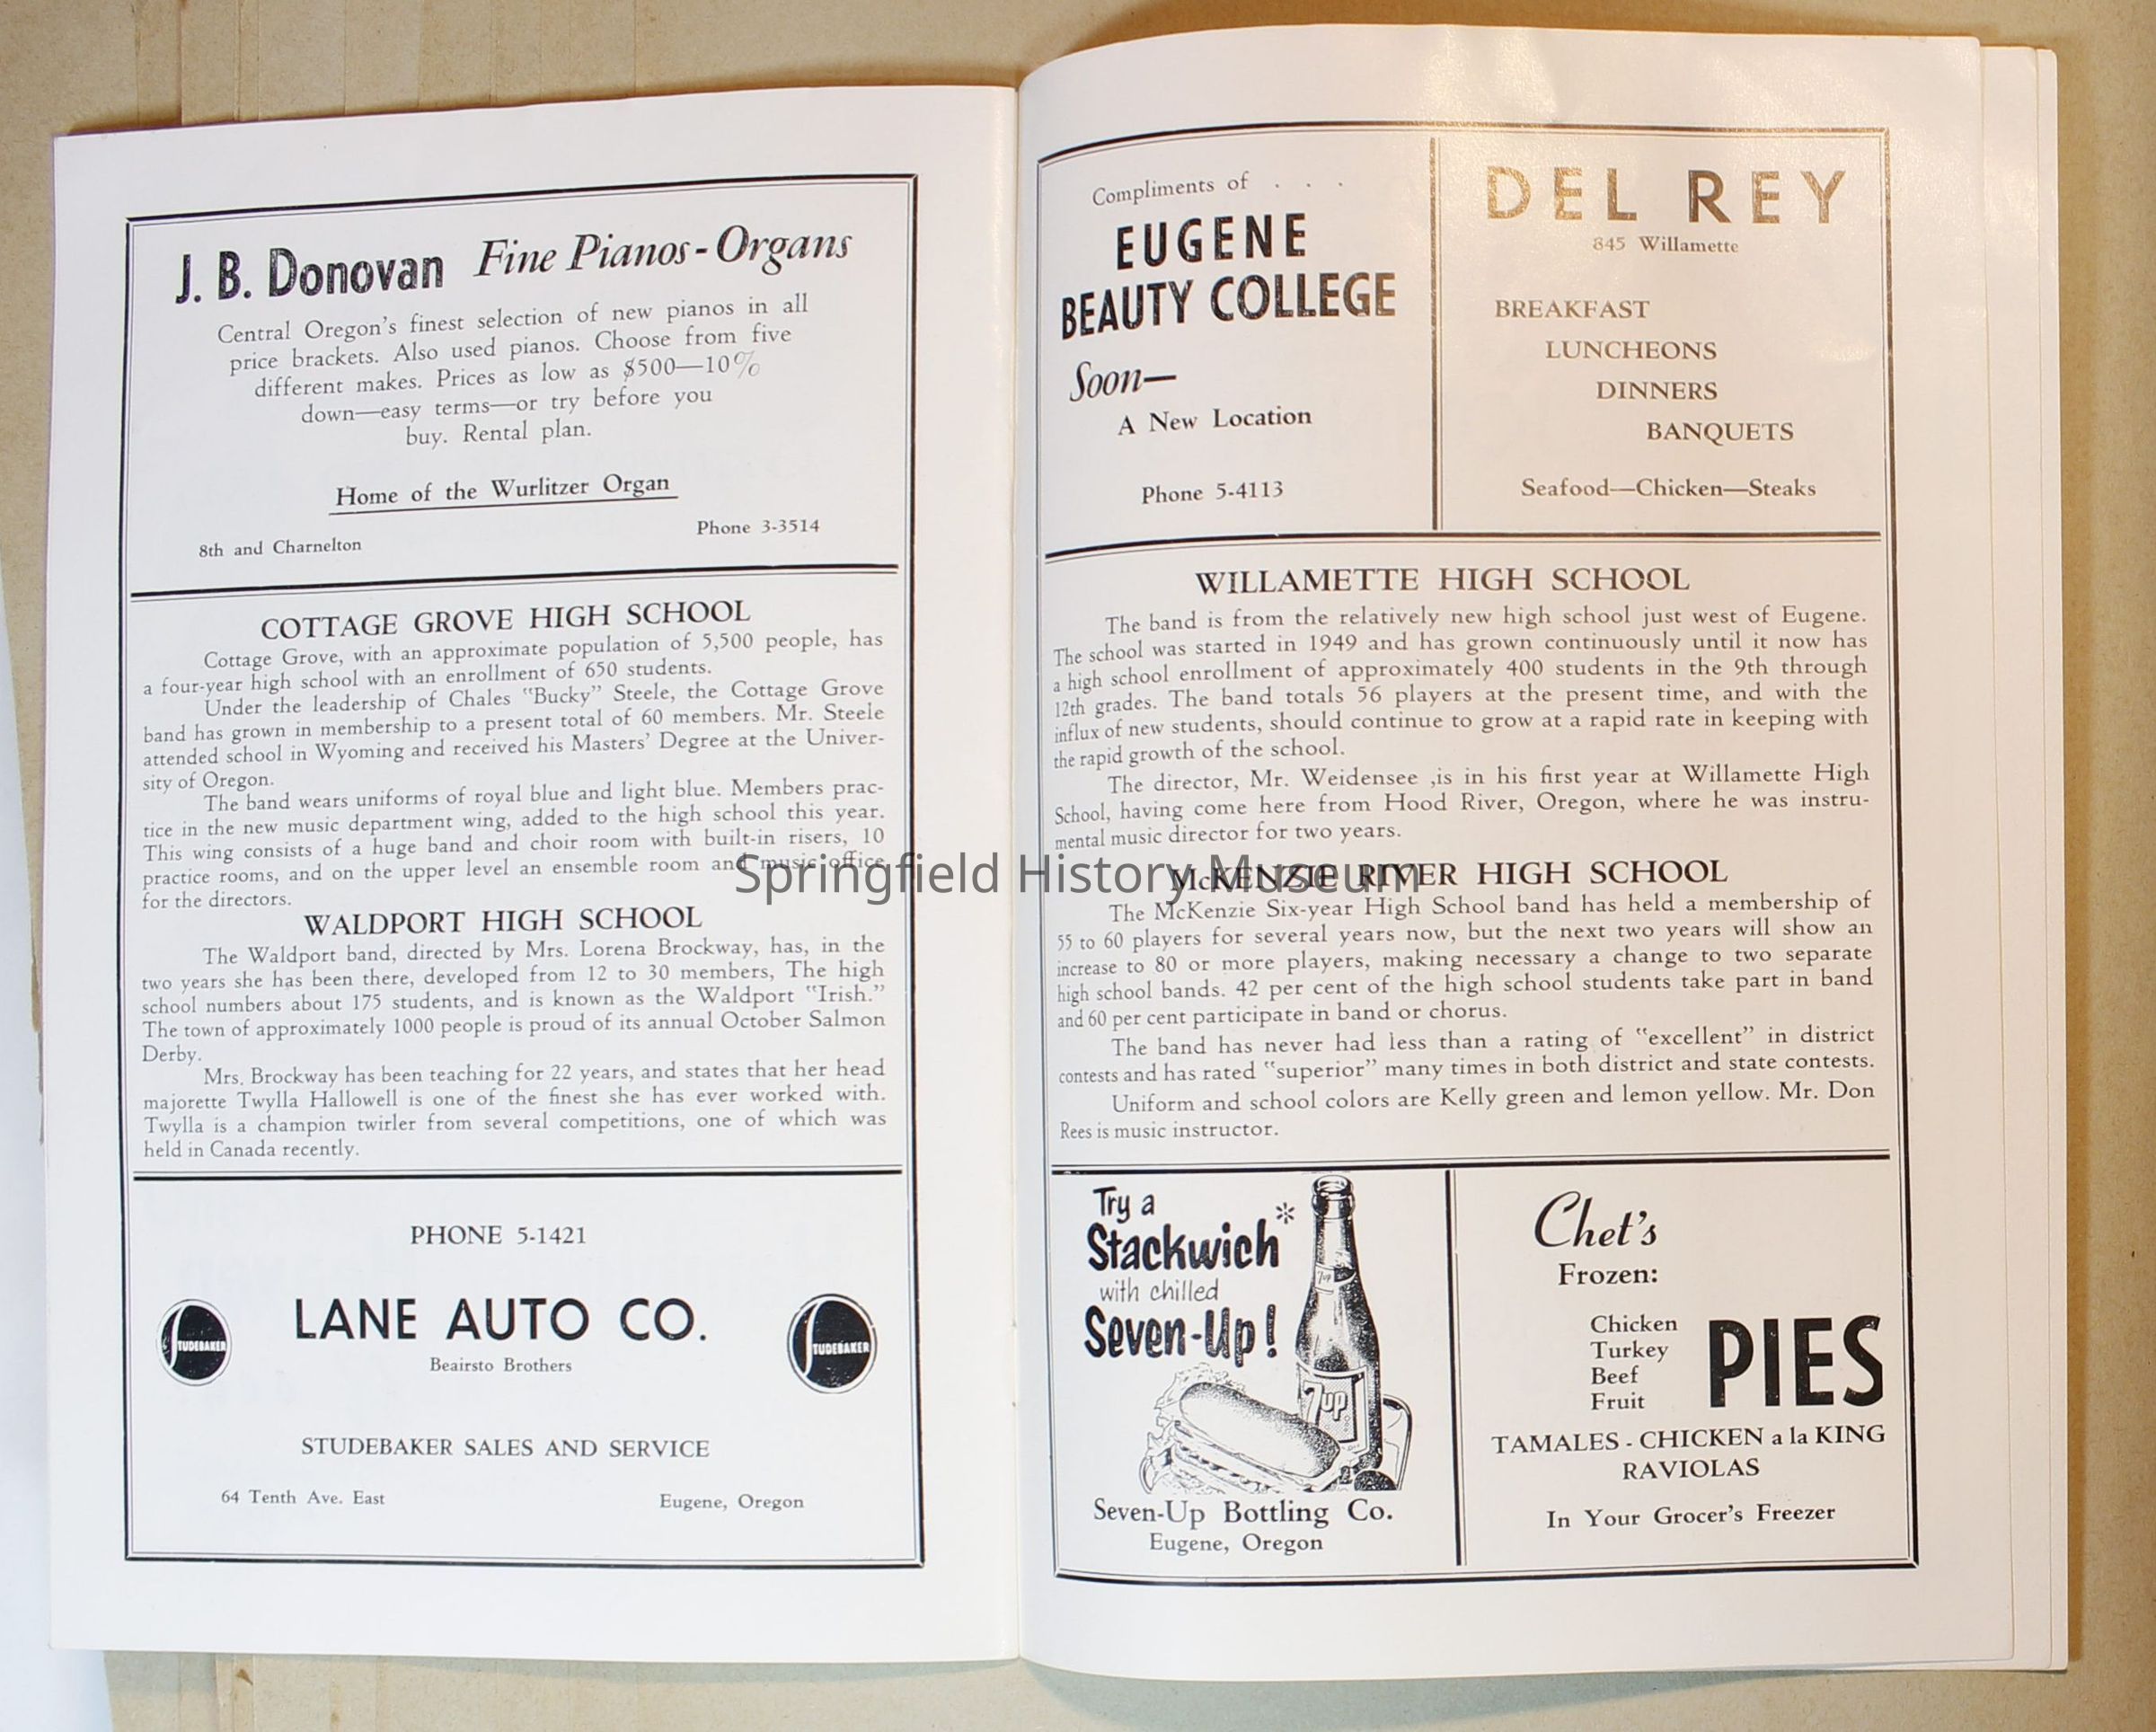 J. B. Donovan Fine Pianos - Organs
Central Oregon's finest selection of new pianos in all
price brackets. Also used pianos. Choose from five
different makes. Prices as low as $500—10%
down—easy terms—or try before you
buy. Rental plan.
Home of the Wurlitzer Organ
8th and Charnelton
Phone 3-3514
COTTAGE GROVE HIGH SCHOOL
Cottage Grove, with an approximate population of 5,500 people, has
a four-year high school with an enrollment of 650 students.
Under the leadership of Chales "Bucky" Steele, the Cottage Grove
band has grown in membership to a present total of 60 members. Mr. Steele
attended school in Wyoming and received his Masters' Degree at the Univer-
sity of Oregon.
The band wears uniforms of royal blue and light blue. Members prac-
tice in the new music department wing, added to the high school this year.
This wing consists of a huge band and choir room with built-in risers, 10
practice rooms, and on the upper level an ensemble room and music office
for the directors.
WALDPORT HIGH SCHOOL
The Waldport band, directed by Mrs. Lorena Brockway, has, in the
two years she has been there, developed from 12 to 30 members, The high
school numbers about 175 students, and is known as the Waldport "Irish."
The town of approximately 1000 people is proud of its annual October Salmon
Derby.
Mrs. Brockway has been teaching for 22 years, and states that her head
majorette Twylla Hallowell is one of the finest she has ever worked with.
Twylla is a champion twirler from several competitions, one of which was
held in Canada recently.
PHONE 5-1421
STUDEBAKER
LANE AUTO CO.
STUDEBAKER
Beairsto Brothers
STUDEBAKER SALES AND SERVICE
64 Tenth Ave. East
Eugene, Oregon
Compliments of . . .
EUGENE
BEAUTY COLLEGE
Soon—
A New Location
Phone 5-4113
DEL REY
845 Willamette
BREAKFAST
LUNCHEONS
DINNERS
BANQUETS
Seafood—Chicken—Steaks
WILLAMETTE HIGH SCHOOL
The band is from the relatively new high school just west of Eugene.
The school was started in 1949 and has grown continuously until it now has
a high school enrollment of approximately 400 students in the 9th through
12th grades. The band totals 56 players at the present time, and with the
influx of new students, should continue to grow at a rapid rate in keeping with
the rapid growth of the school.
The director, Mr. Weidensee ,is in his first year at Willamette High
School, having come here from Hood River, Oregon, where he was instru-
mental music director for two years.
McKENZIE RIVER HIGH SCHOOL
The McKenzie Six-year High School band has held a membership of
55 to 60 players for several years now, but the next two years will show an
increase to 80 or more players, making necessary a change to two separate
high school bands. 42 per cent of the high school students take part in band
and 60 per cent participate in band or chorus.
The band has never had less than a rating of "excellent" in district
contests and has rated "superior" many times in both district and state contests.
Uniform and school colors are Kelly green and lemon yellow. Mr. Don
Rees is music instructor.
Try a
Stackwich*
with chilled
Seven-Up!
7up
7up
Seven-Up Bottling Co.
Eugene, Oregon
Chet's
Frozen:
Chicken
Turkey
Beef
Fruit
PIES
TAMALES - CHICKEN a la KING
RAVIOLAS
In Your Grocer's Freezer
Springfield History Museum